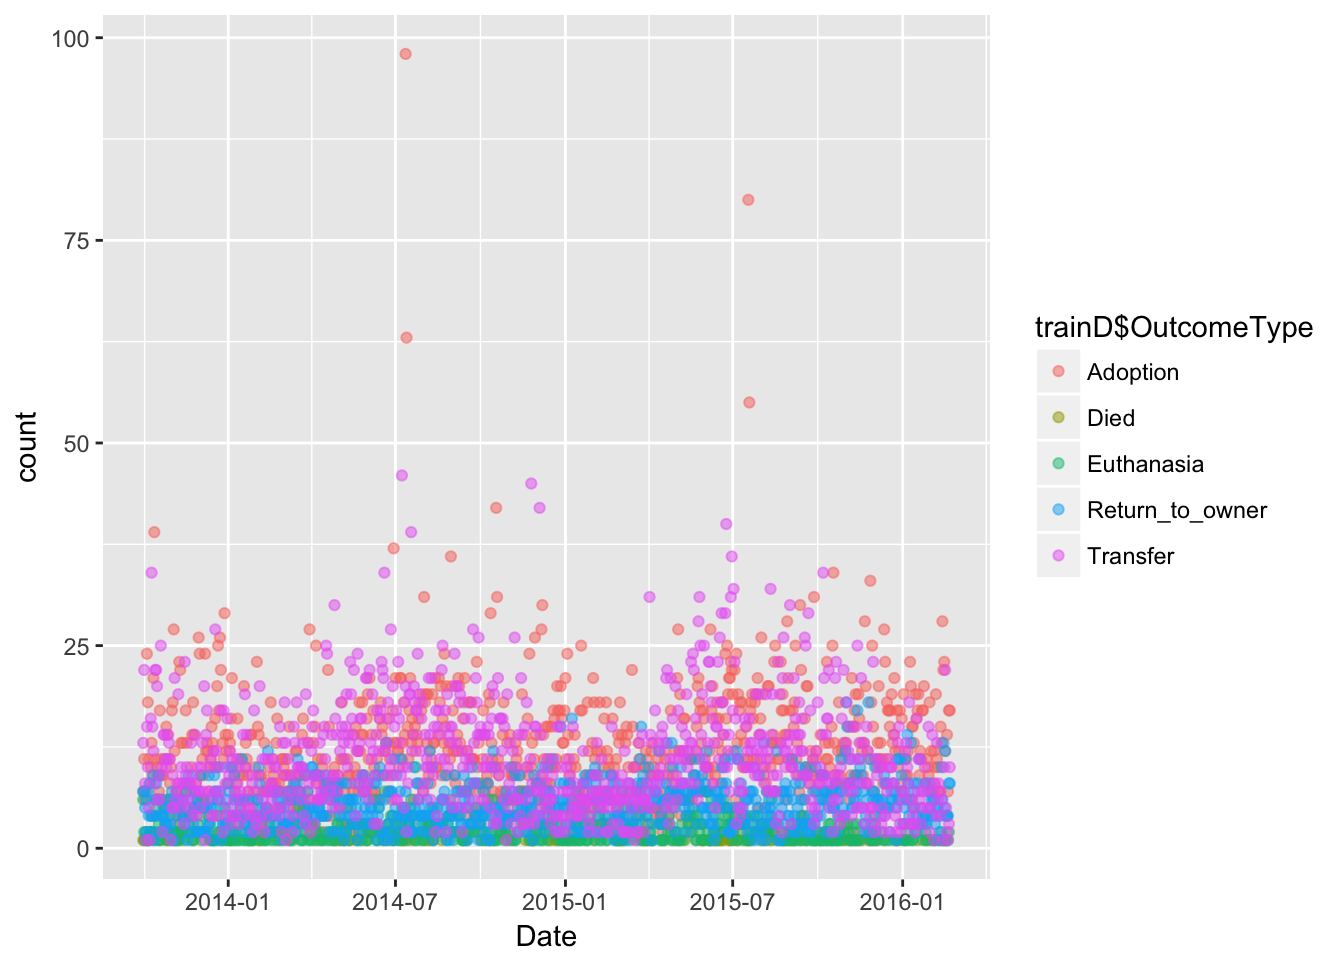 100
75
50
25
0
count
2014-01
2014-07
2015-01
2015-07
2016-01
Date
trainD$OutcomeType
Adoption
Died
Euthanasia
Return_to_owner
Transfer